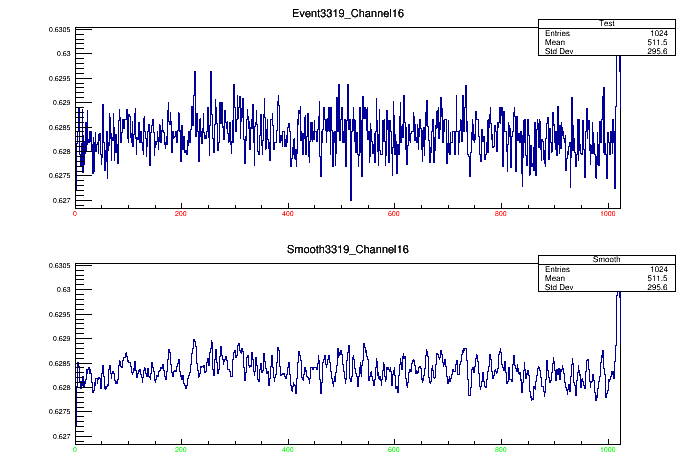 Event3319_Channel16
Test
Entries 1024
Mean 511.5
Std Dev 295.6
0.6305
0.63
0.6295
0.629
0.6285
0.628
0.6275
0.627
0 200 400 600 800 1000
Smooth3319_Channel16
Smooth
Entries 1024
Mean 511.5
Std Dev 295.6
0.6305
0.63
0.6295
0.629
0.6285
0.628
0.6275
0.627
0 200 400 600 800 1000